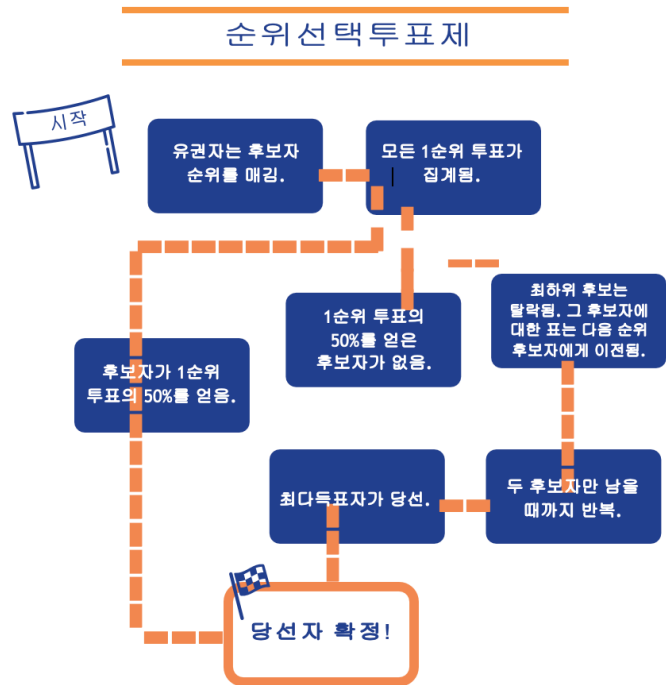 순위선택투표제
시작
유권자는 후보자
순위를 매김.
모든 1순위 투표가
집계됨.
1순위 투표의
50%를 얻은
후보자가 없음.
최하위 후보는
탈락됨. 그 후보자에
대한 표는 다음 순위
후보자에게 이전됨.
후보자가 1순위
투표의 50%를 얻음.
최다득표자가 당선.
두 후보자만 남을
때까지 반복.
당선자 확정!